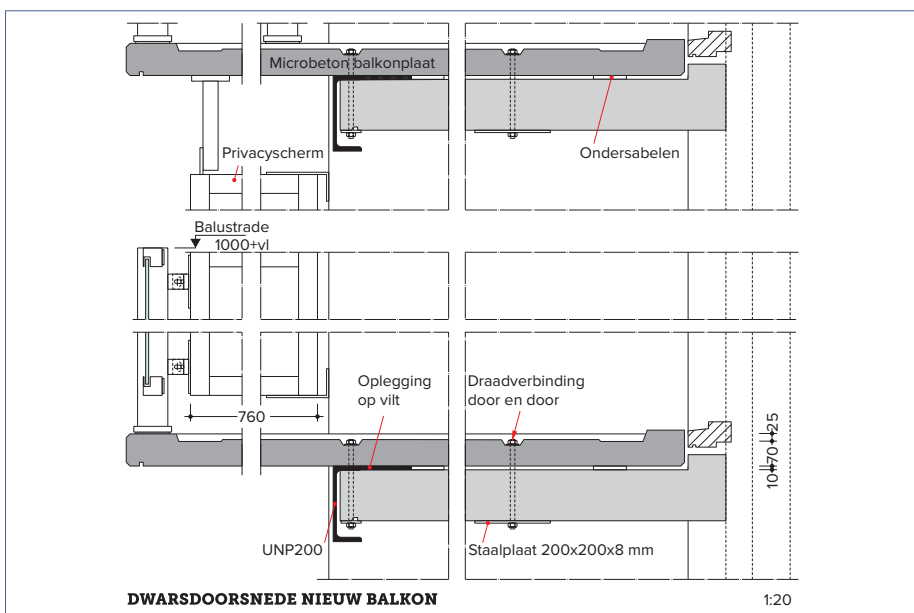 Microbeton balkonplaat
Privacyscherm
Ondersabelen
Balustrade
1000+vl
Oplegging
op vilt
Draadverbinding
door en door
760
10 70 25
UNP200
Staalplaat 200x200x8 mm
DWARSDOORSNEDE NIEUW BALKON
1:20